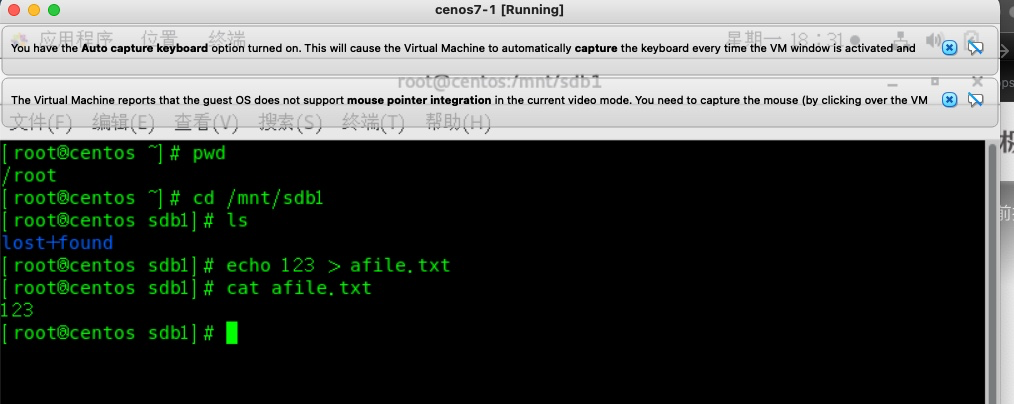 cenos7-1 [Running]
应用程序 位置 终端 星期一 18:31
You have the Auto capture keyboard option turned on. This will cause the Virtual Machine to automatically capture the keyboard every time the VM window is activated and
root@centos:/mnt/sdb1
The Virtual Machine reports that the guest OS does not support mouse pointer integration in the current video mode. You need to capture the mouse (by clicking over the VM
文件(F) 编辑(E) 查看(V) 搜索(S) 终端(T) 帮助(H)
[root@centos ~]# pwd
/root
[root@centos ~]# cd /mnt/sdb1
[root@centos sdb1]# ls
lost+found
[root@centos sdb1]# echo 123 > afile.txt
[root@centos sdb1]# cat afile.txt
123
[root@centos sdb1]#